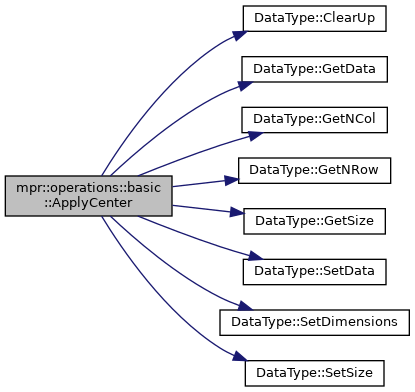 mpr::operations::basic
::ApplyCenter
DataType::ClearUp
DataType::GetData
DataType::GetNCol
DataType::GetNRow
DataType::GetSize
DataType::SetData
DataType::SetDimensions
DataType::SetSize